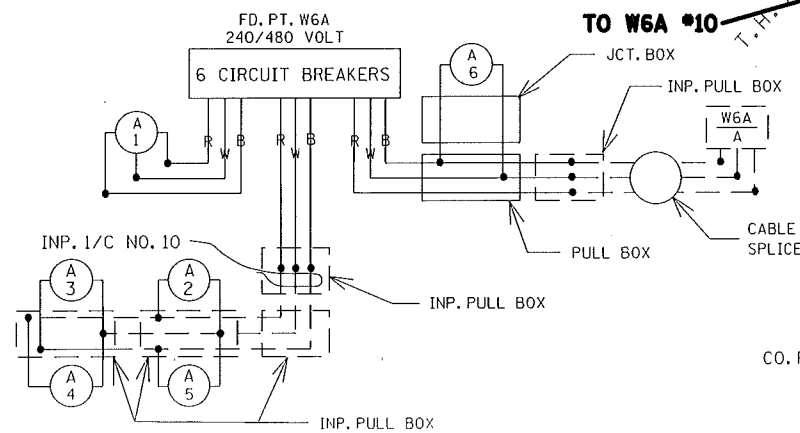 FD. PT. W6A
240/480 VOLT
6 CIRCUIT BREAKERS
TO W6A #10
T. H.
JCT. BOX
INP. PULL BOX
A
6
W6A
A
A
1
R W B
R W B
R W B
CABLE
SPLICE
PULL BOX
INP. 1/C NO. 10
INP. PULL BOX
A
3
A
2
A
4
A
5
CO. F
INP. PULL BOX